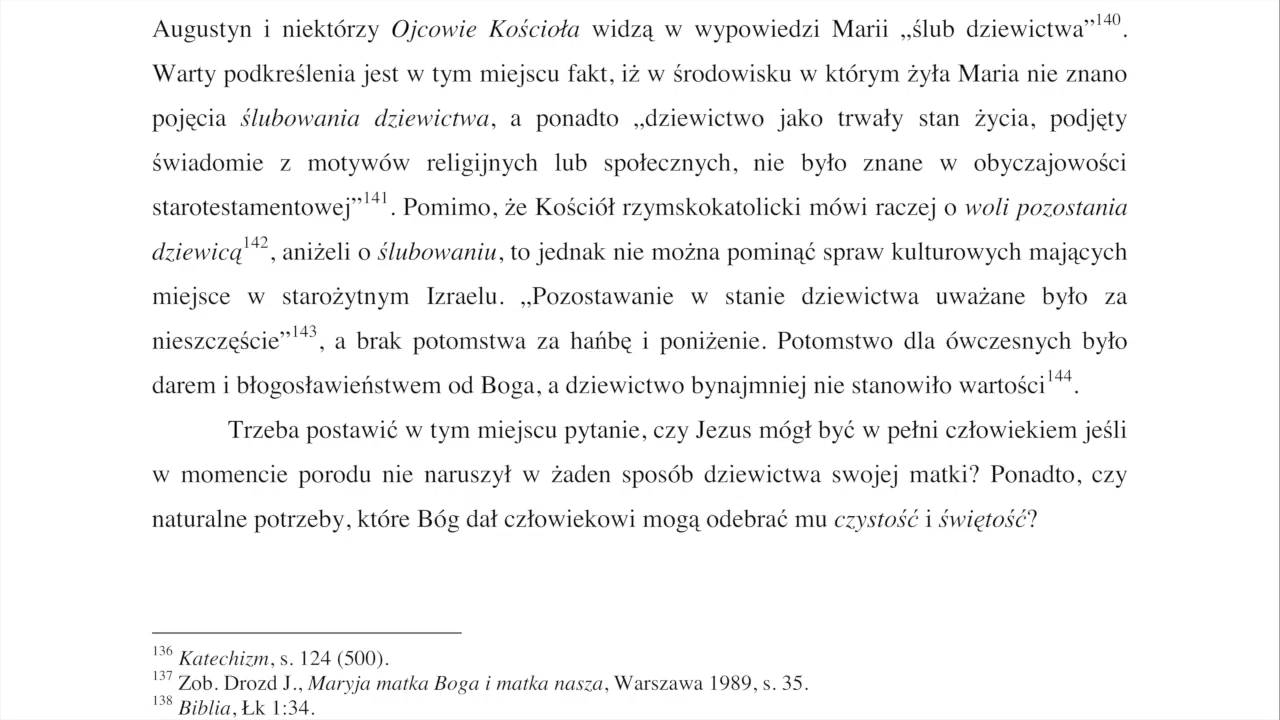 Augustyn i niektórzy Ojcowie Kościoła widzą w wypowiedzi Marii „ślub dziewictwa”140.
Warty podkreślenia jest w tym miejscu fakt, iż w środowisku w którym żyła Maria nie znano
pojęcia ślubowania dziewictwa, a ponadto „dziewictwo jako trwały stan życia, podjęty
świadomie z motywów religijnych lub społecznych, nie było znane w obyczajowości
starotestamentowej”141. Pomimo, że Kościół rzymskokatolicki mówi raczej o woli pozostania
dziewicą142, aniżeli o ślubowaniu, to jednak nie można pominąć spraw kulturowych mających
miejsce w starożytnym Izraelu. „Pozostawanie w stanie dziewictwa uważane było za
nieszczęście”143, a brak potomstwa za hańbę i poniżenie. Potomstwo dla ówczesnych było
darem i błogosławieństwem od Boga, a dziewictwo bynajmniej nie stanowiło wartości144.
Trzeba postawić w tym miejscu pytanie, czy Jezus mógł być w pełni człowiekiem jeśli
w momencie porodu nie naruszył w żaden sposób dziewictwa swojej matki? Ponadto, czy
naturalne potrzeby, które Bóg dał człowiekowi mogą odebrać mu czystość i świętość?
136 Katechizm, s. 124 (500).
137 Zob. Drozd J., Maryja matka Boga i matka nasza, Warszawa 1989, s. 35.
138 Biblia, Łk 1:34.